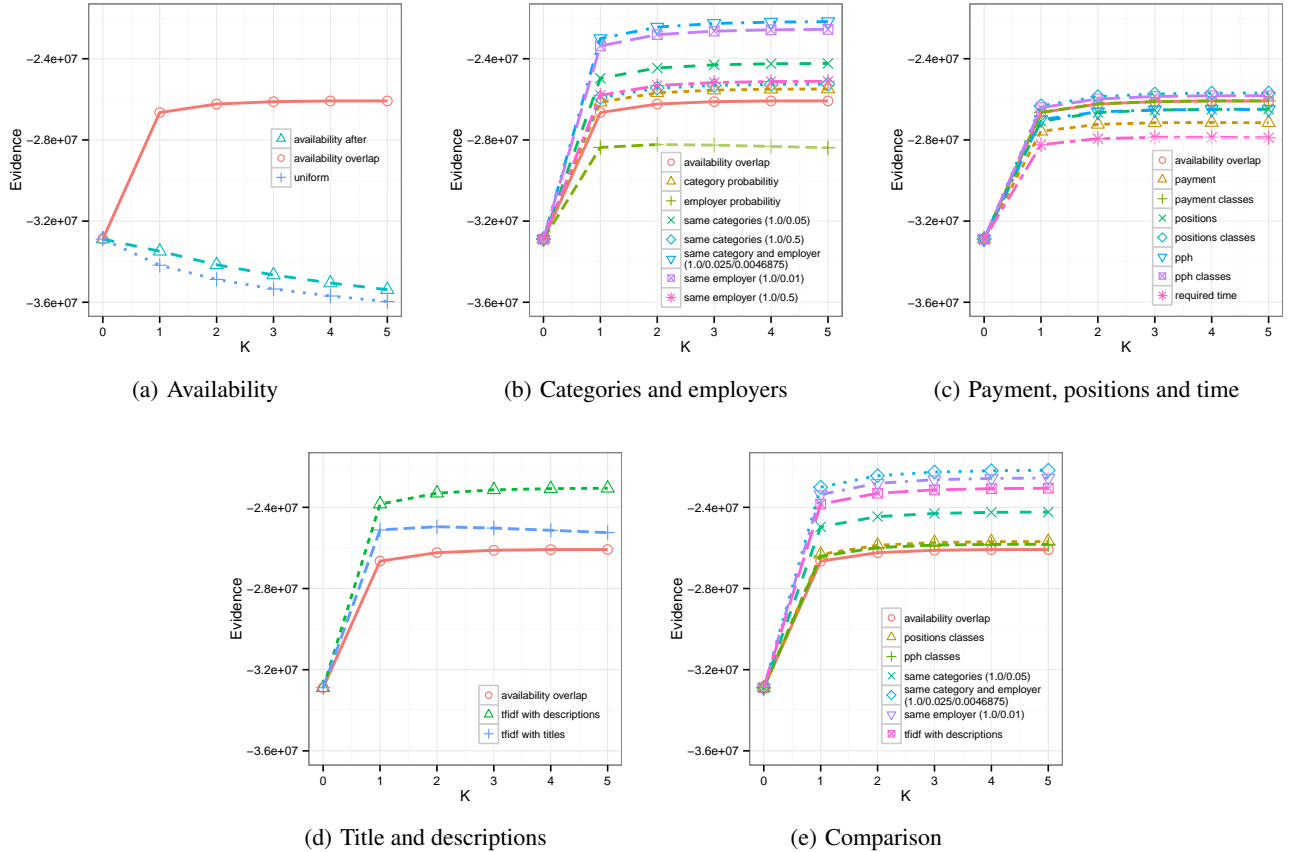 −2.4e+07
−2.8e+07
−3.2e+07
−3.6e+07
Evidence
availability after
availability overlap
uniform
0 1 2 3 4 5
K
(a) Availability
−2.4e+07
−2.8e+07
−3.2e+07
−3.6e+07
Evidence
availability overlap
category probabilitiy
employer probabilitiy
same categories (1.0/0.05)
same categories (1.0/0.5)
same category and employer
(1.0/0.025/0.0046875)
same employer (1.0/0.01)
same employer (1.0/0.5)
0 1 2 3 4 5
K
(b) Categories and employers
−2.4e+07
−2.8e+07
−3.2e+07
−3.6e+07
Evidence
availability overlap
payment
payment classes
positions
positions classes
pph
pph classes
required time
0 1 2 3 4 5
K
(c) Payment, positions and time
−2.4e+07
−2.8e+07
−3.2e+07
−3.6e+07
Evidence
availability overlap
tfidf with descriptions
tfidf with titles
0 1 2 3 4 5
K
(d) Title and descriptions
−2.4e+07
−2.8e+07
−3.2e+07
−3.6e+07
Evidence
availability overlap
positions classes
pph classes
same categories (1.0/0.05)
same category and employer
(1.0/0.025/0.0046875)
same employer (1.0/0.01)
tfidf with descriptions
0 1 2 3 4 5
K
(e) Comparison